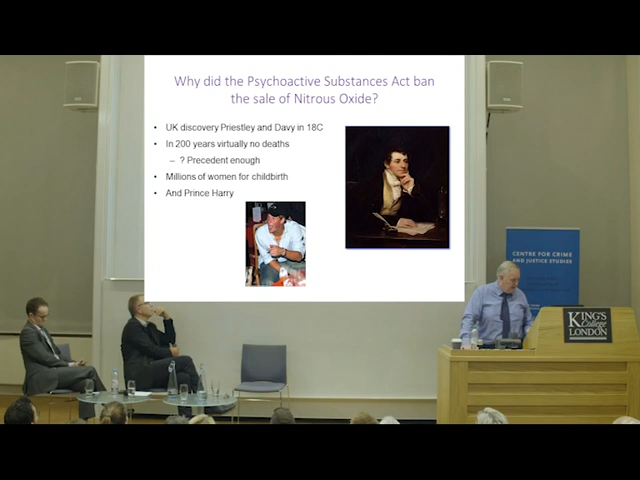 Why did the Psychoactive Substances Act ban
the sale of Nitrous Oxide?
• UK discovery Priestley and Davy in 18C
• In 200 years virtually no deaths
– ? Precedent enough
• Millions of women for childbirth
• And Prince Harry
CENTRE FOR CRIME
AND JUSTICE STUDIES
KING'S
College
LONDON